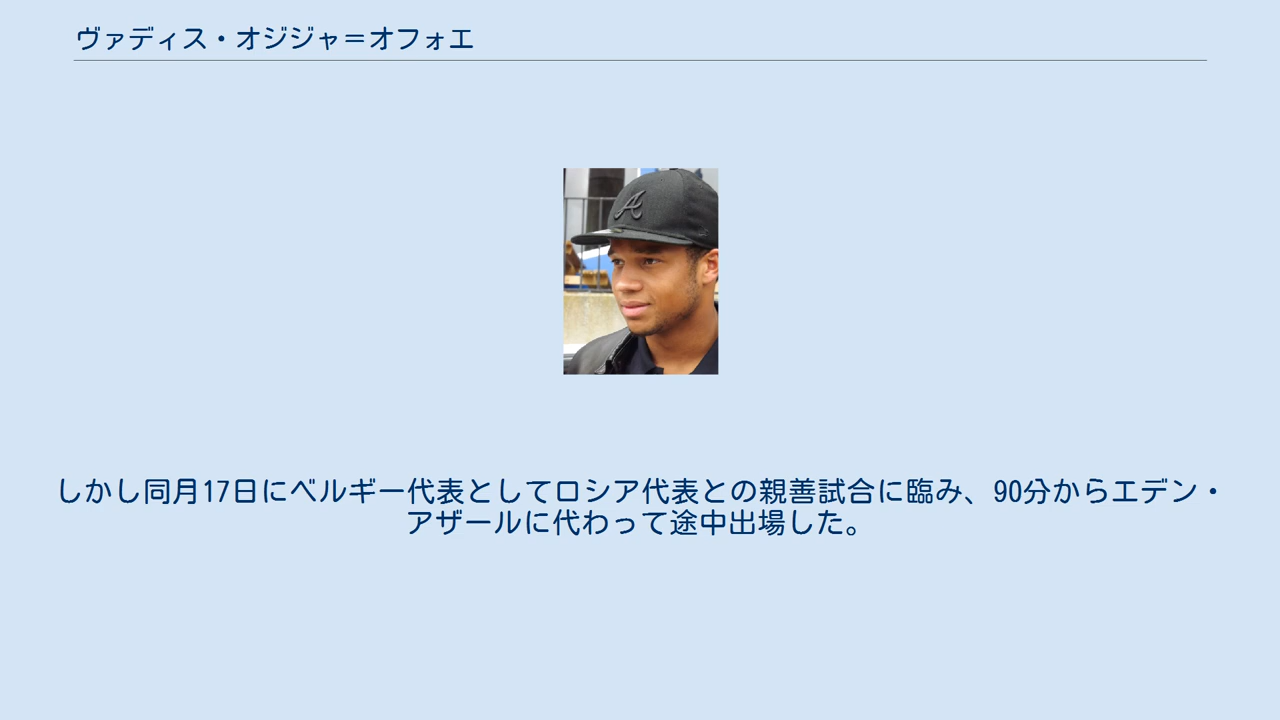 ヴァディス・オジジャ＝オフォエ
A
しかし同月17日にベルギー代表としてロシア代表との親善試合に臨み、90分からエデン・
アザールに代わって途中出場した。